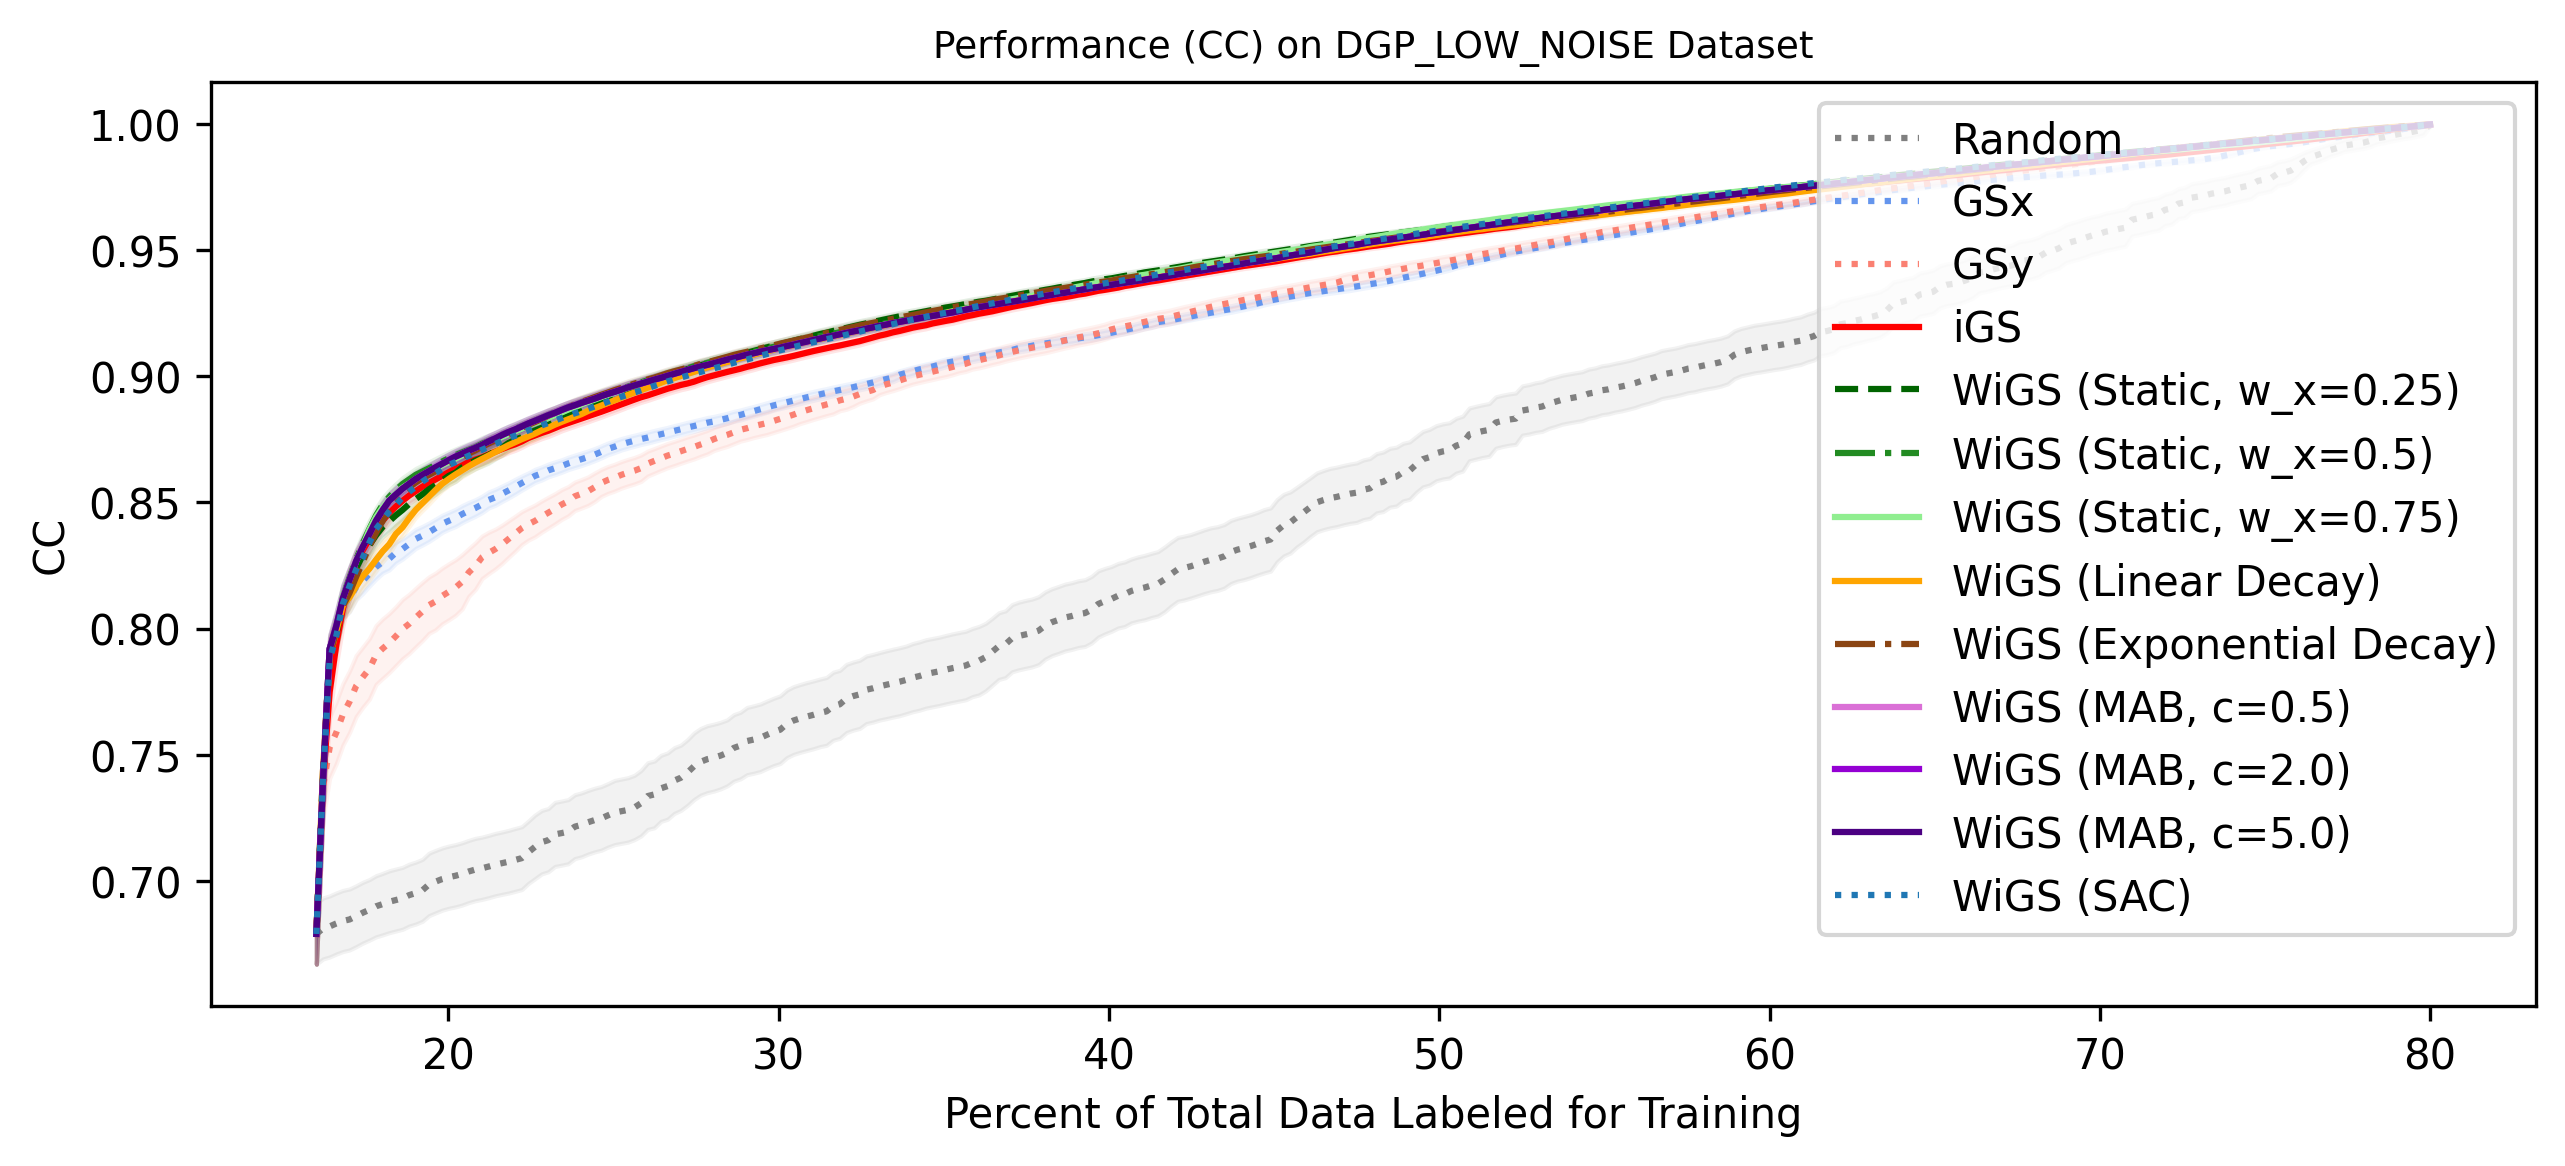 Performance (CC) on DGP_LOW_NOISE Dataset
CC
1.00
0.95
0.90
0.85
0.80
0.75
0.70
Random
GSx
GSy
iGS
WiGS (Static, w_x=0.25)
WiGS (Static, w_x=0.5)
WiGS (Static, w_x=0.75)
WiGS (Linear Decay)
WiGS (Exponential Decay)
WiGS (MAB, c=0.5)
WiGS (MAB, c=2.0)
WiGS (MAB, c=5.0)
WiGS (SAC)
20 30 40 50 60 70 80
Percent of Total Data Labeled for Training